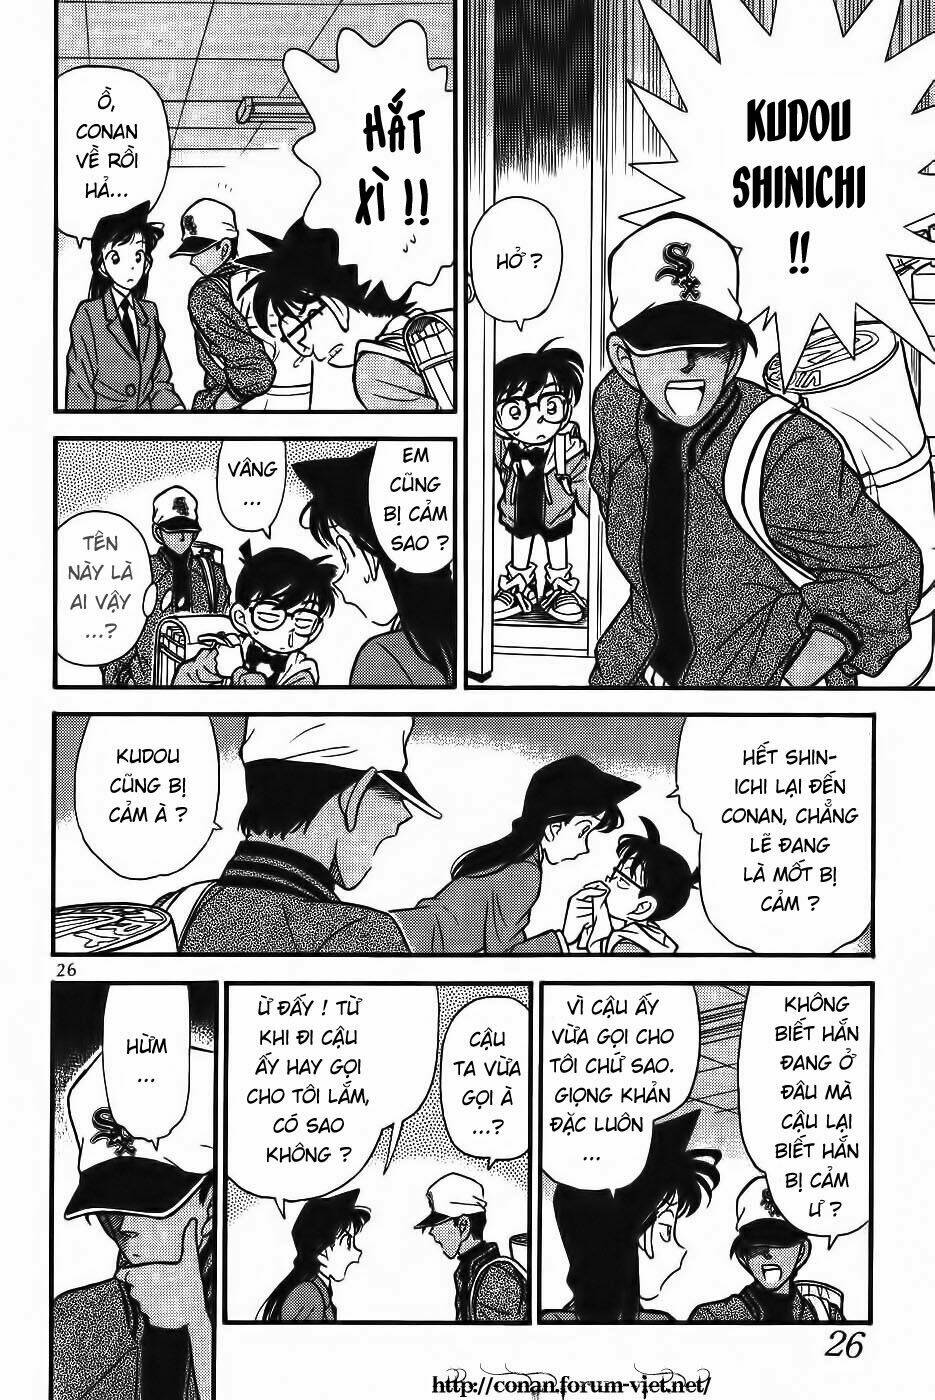 KUDOU
SHINICHI
!!
HỞ ?
HẮT
XÌ !!
Ồ,
CONAN
VỀ RỒI
HẢ...
EM
CŨNG
BỊ CẢM
SAO ?
VÂNG
...
TÊN
NÀY LÀ
AI VẬY
...?
HẾT SHIN-
ICHI LẠI ĐẾN
CONAN, CHẲNG
LẼ ĐANG
LÀ MỐT BỊ
CẢM ?
KUDOU
CŨNG BỊ
CẢM À ?
KHÔNG
BIẾT HẮN
ĐANG Ở
ĐÂU MÀ
CẬU LẠI
BIẾT HẮN
BỊ CẢM
Ư ?
VÌ CẬU ẤY
VỪA GỌI CHO
TÔI CHỨ SAO.
GIỌNG KHẢN
ĐẶC LUÔN
...
CẬU
TA VỪA
GỌI À
...?
Ừ ĐẤY ! TỪ
KHI ĐI CẬU
ẤY HAY GỌI
CHO TÔI LẮM,
CÓ SAO
KHÔNG ?
HỪM
...
26
26
http://conan.forum-viet.net/